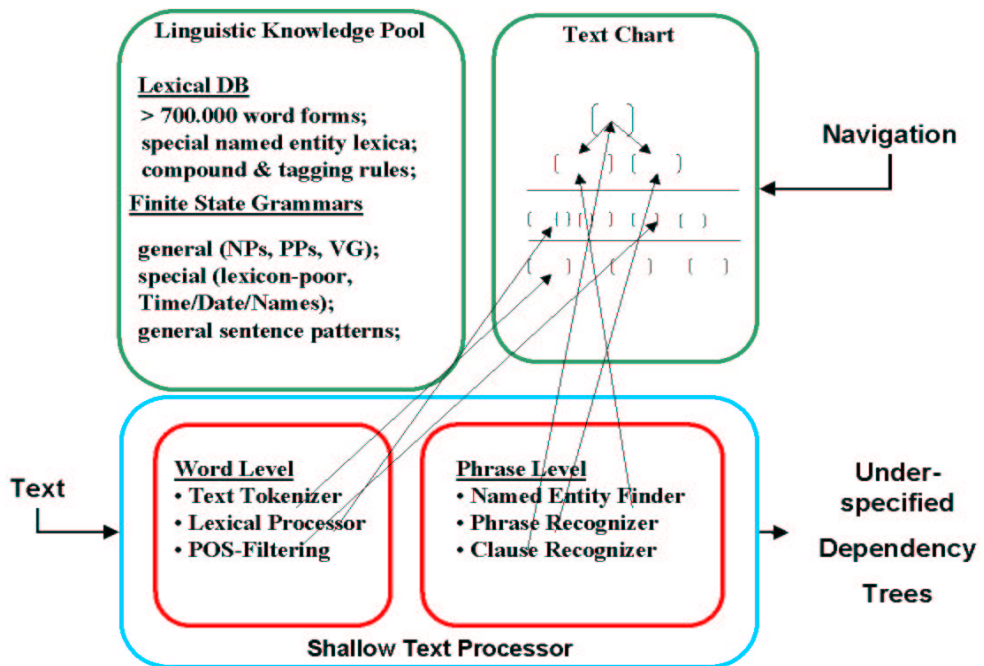 Linguistic Knowledge Pool
Lexical DB
> 700.000 word forms;
special named entity lexica;
compound & tagging rules;
Finite State Grammars
general (NPs, PPs, VG);
special (lexicon-poor,
Time/Date/Names);
general sentence patterns;
Text Chart
Navigation
Text
Word Level
• Text Tokenizer
• Lexical Processor
• POS-Filtering
Phrase Level
• Named Entity Finder
• Phrase Recognizer
• Clause Recognizer
Shallow Text Processor
Under-
specified
Dependency
Trees